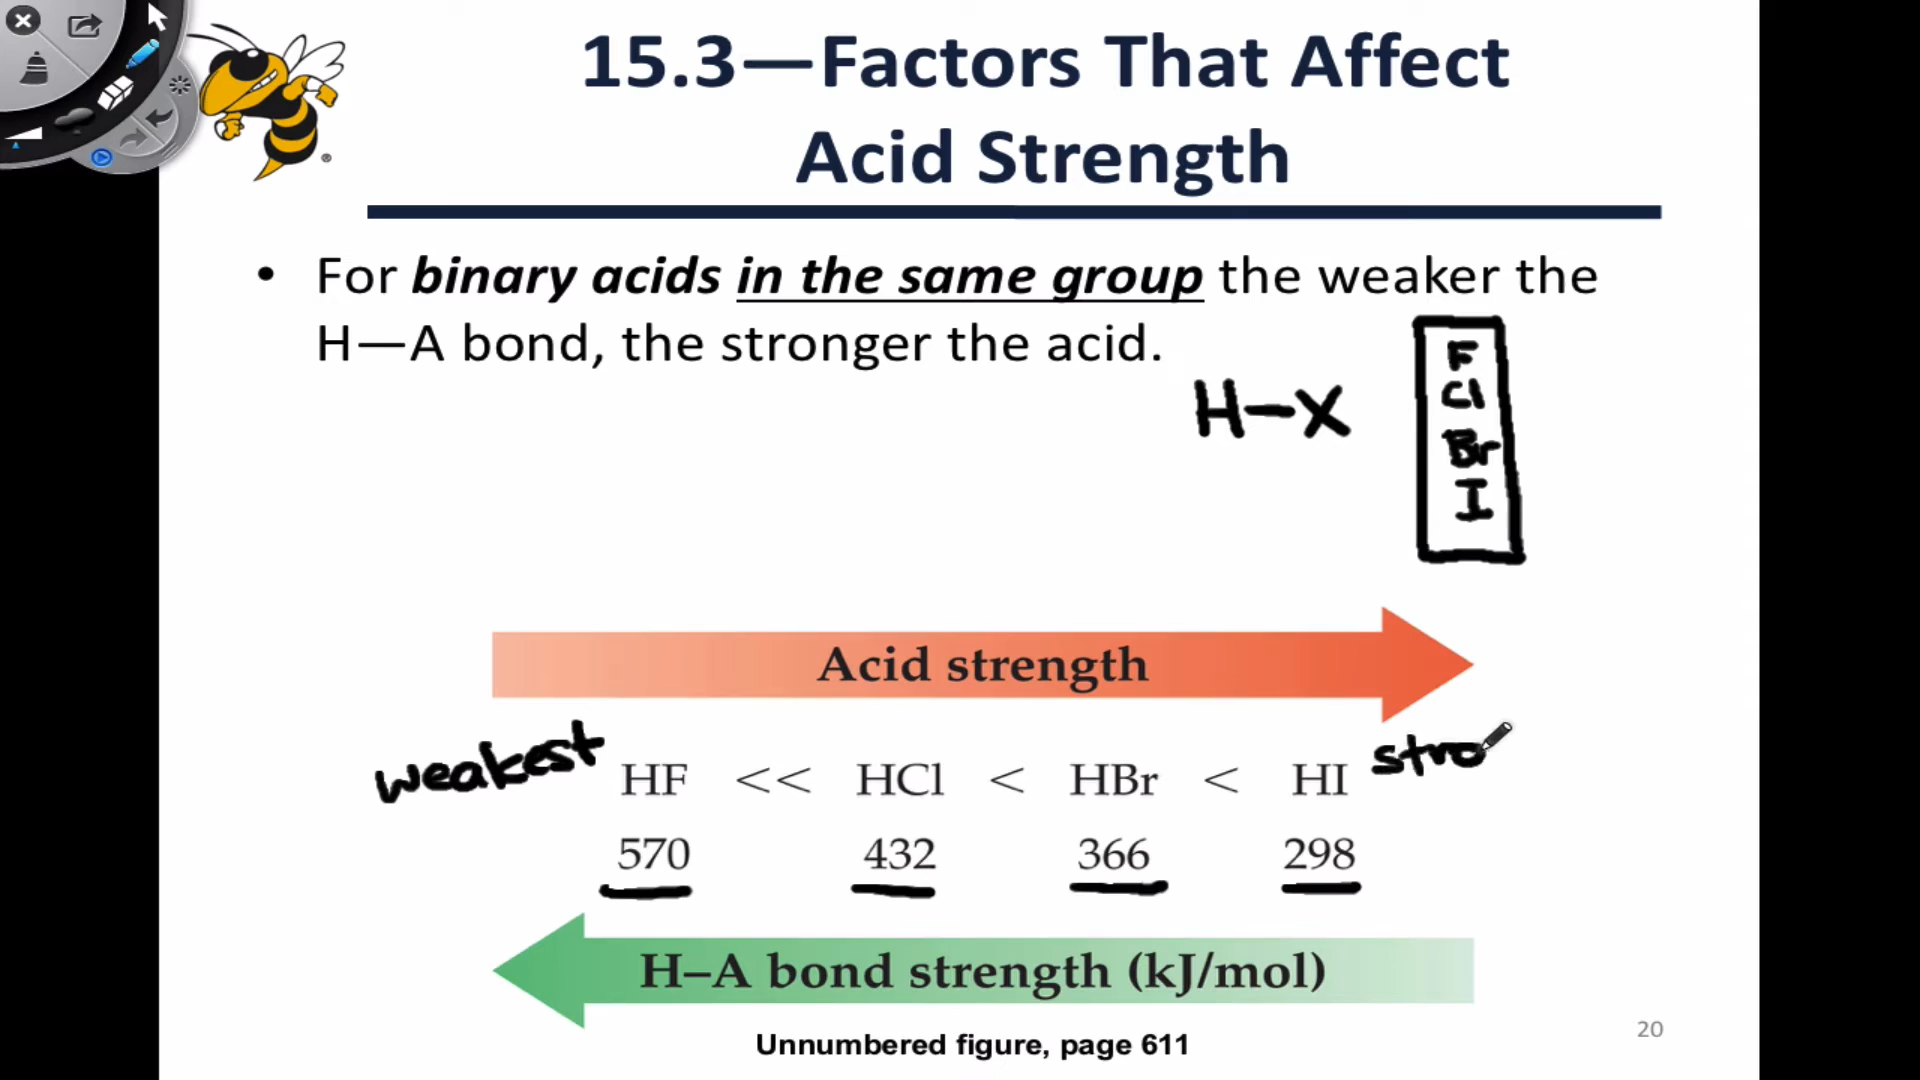 15.3—Factors That Affect
Acid Strength
• For binary acids in the same group the weaker the
H—A bond, the stronger the acid.
H-X
F
Cl
Br
I
Acid strength
weakest HF << HCl < HBr < HI stro
570 432 366 298
H–A bond strength (kJ/mol)
Unnumbered figure, page 611
20